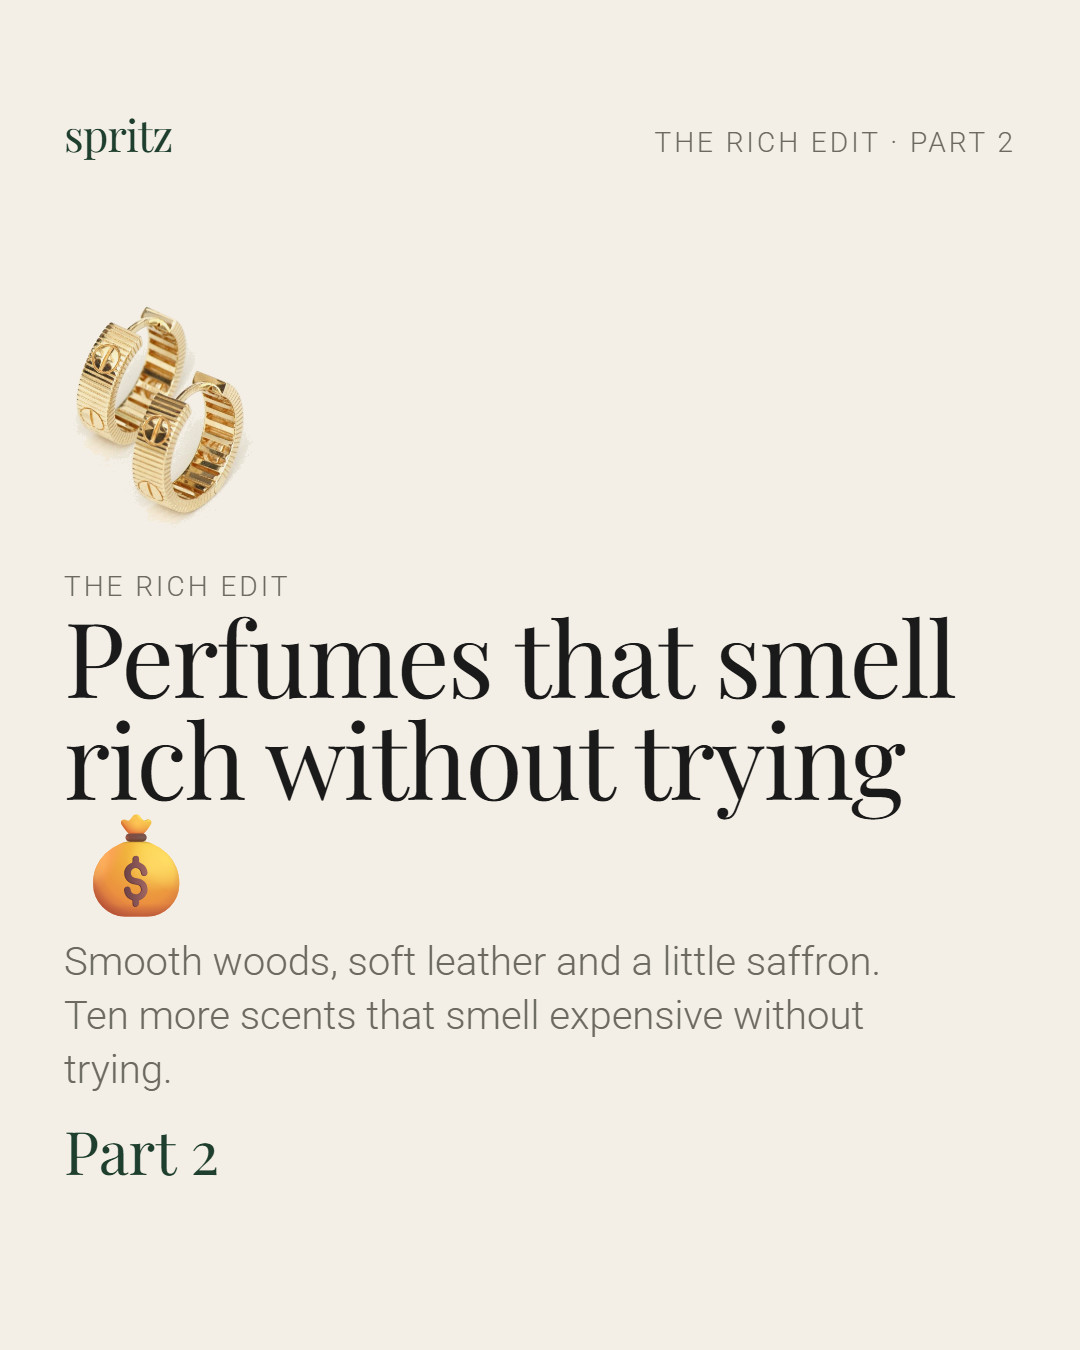 spritz
THE RICH EDIT · PART 2
THE RICH EDIT
Perfumes that smell
rich without trying
$
Smooth woods, soft leather and a little saffron.
Ten more scents that smell expensive without
trying.
Part 2